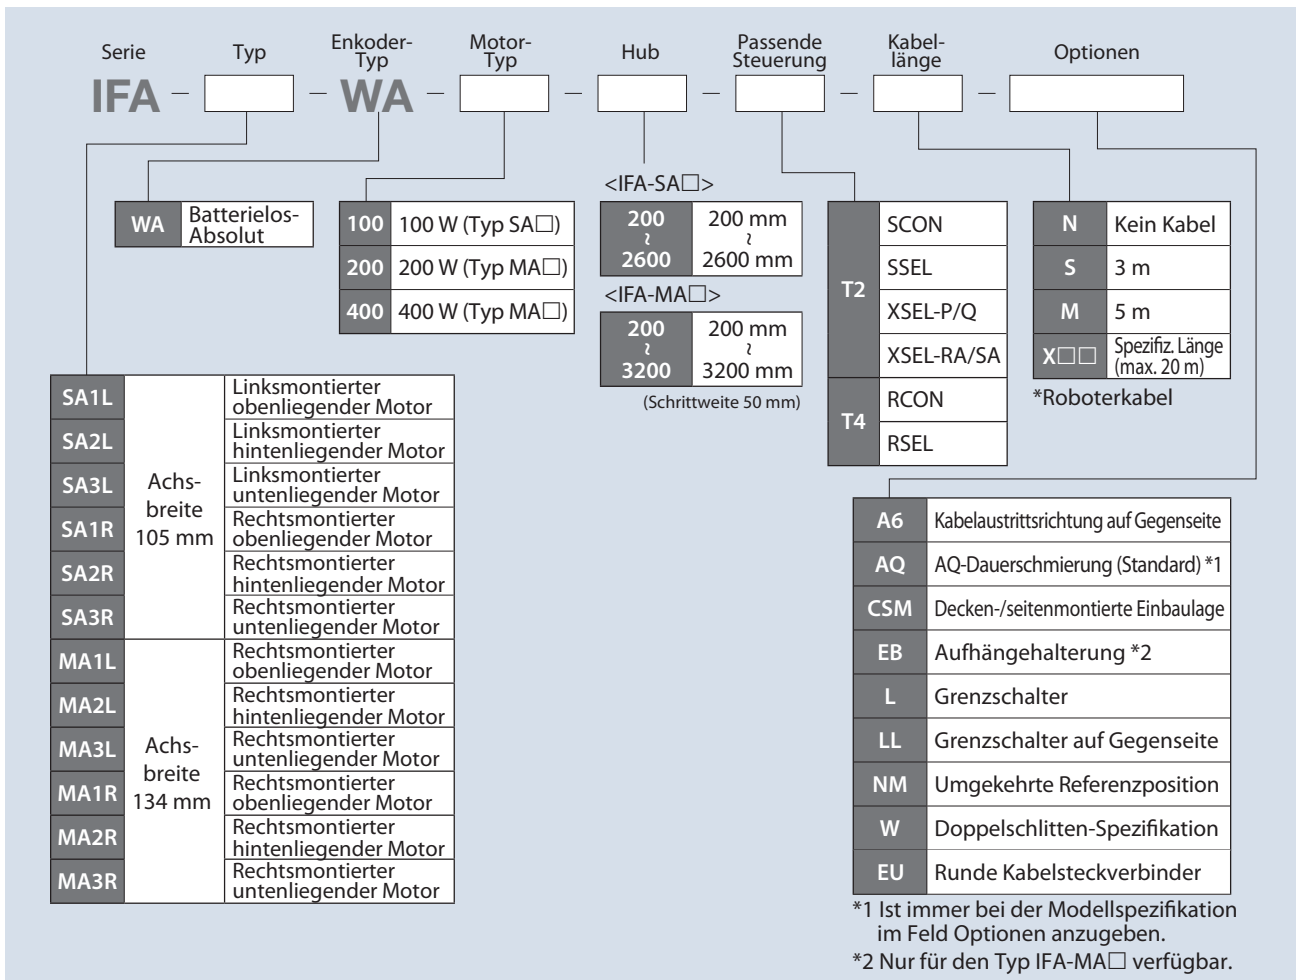 Serie
Typ
Enkoder-
Typ
Motor-
Typ
Hub
Passende
Steuerung
Kabel-
länge
Optionen
IFA – – WA – – – – –
WA Batterielos-
Absolut
100 100 W (Typ SA□)
200 200 W (Typ MA□)
400 400 W (Typ MA□)
<IFA-SA□>
200 200 mm
~ ~
2600 2600 mm
<IFA-MA□>
200 200 mm
~ ~
3200 3200 mm
(Schrittweite 50 mm)
T2
SCON
SSEL
XSEL-P/Q
XSEL-RA/SA
T4
RCON
RSEL
N Kein Kabel
S 3 m
M 5 m
X□□ Spezifiz. Länge
(max. 20 m)
*Roboterkabel
Achs-
breite
105 mm
SA1L Linksmontierter
obenliegender Motor
SA2L Linksmontierter
hintenliegender Motor
SA3L Linksmontierter
untenliegender Motor
SA1R Rechtsmontierter
obenliegender Motor
SA2R Rechtsmontierter
hintenliegender Motor
SA3R Rechtsmontierter
untenliegender Motor
Achs-
breite
134 mm
MA1L Rechtsmontierter
obenliegender Motor
MA2L Rechtsmontierter
hintenliegender Motor
MA3L Rechtsmontierter
untenliegender Motor
MA1R Rechtsmontierter
obenliegender Motor
MA2R Rechtsmontierter
hintenliegender Motor
MA3R Rechtsmontierter
untenliegender Motor
A6 Kabelaustrittsrichtung auf Gegenseite
AQ AQ-Dauerschmierung (Standard) *1
CSM Decken-/seitenmontierte Einbaulage
EB Aufhängehalterung *2
L Grenzschalter
LL Grenzschalter auf Gegenseite
NM Umgekehrte Referenzposition
W Doppelschlitten-Spezifikation
EU Runde Kabelsteckverbinder
*1 Ist immer bei der Modellspezifikation
im Feld Optionen anzugeben.
*2 Nur für den Typ IFA-MA□ verfügbar.